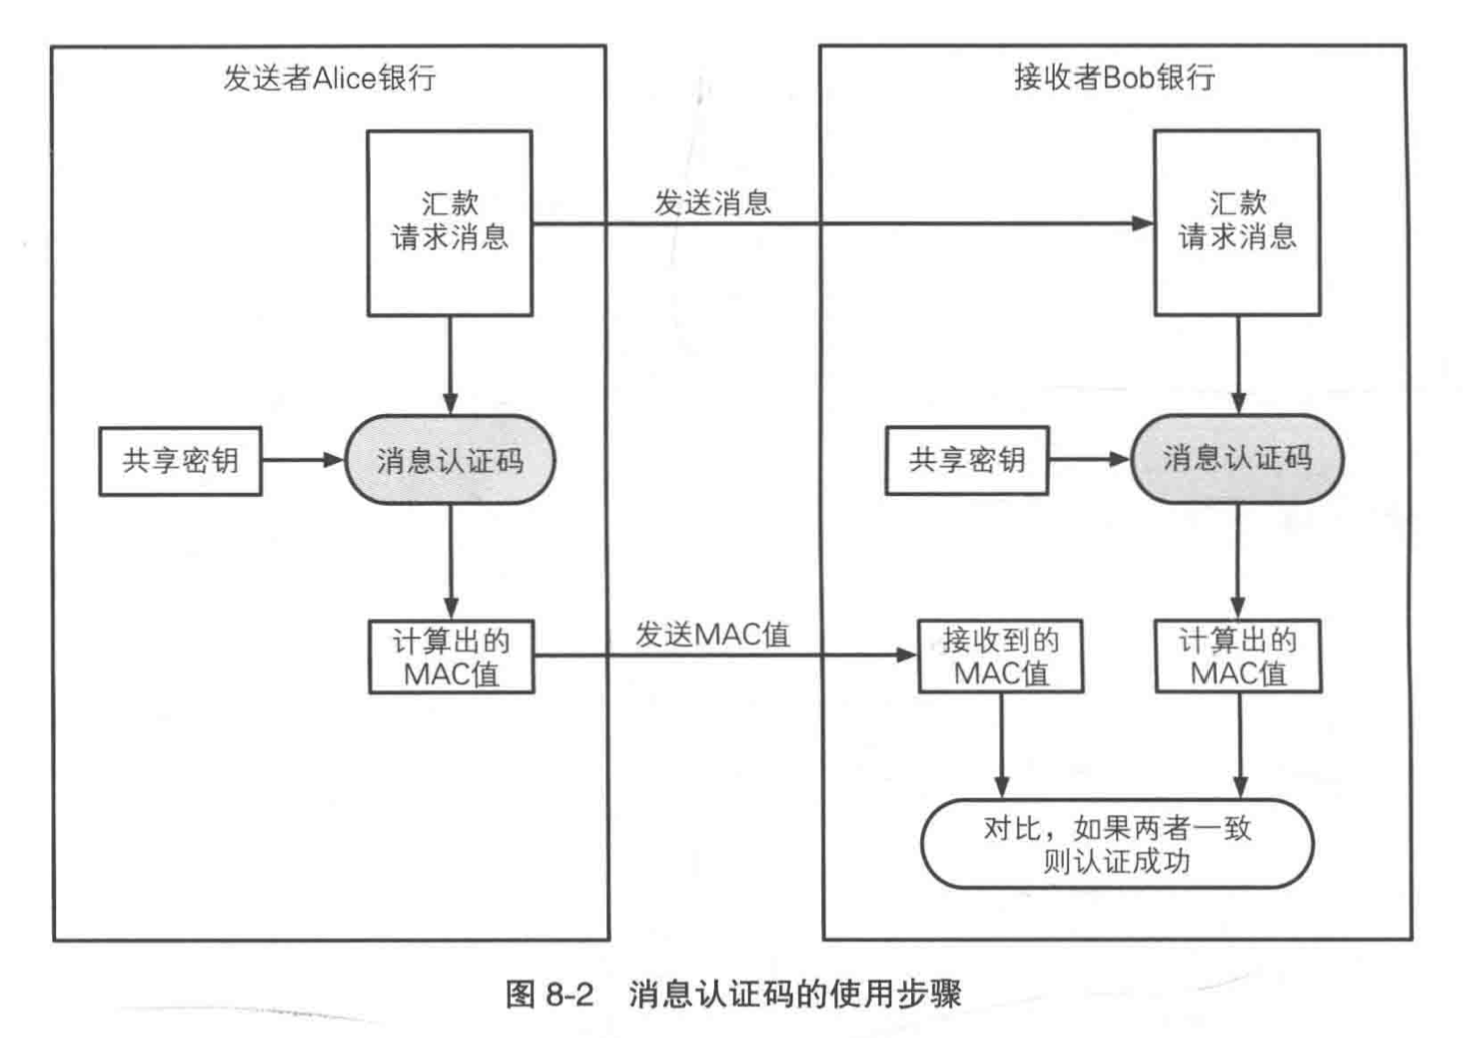 发送者Alice银行
接收者Bob银行
汇款
请求消息
发送消息
汇款
请求消息
共享密钥
消息认证码
共享密钥
消息认证码
计算出的
MAC值
发送MAC值
接收到的
MAC值
计算出的
MAC值
对比，如果两者一致
则认证成功
图 8-2 消息认证码的使用步骤